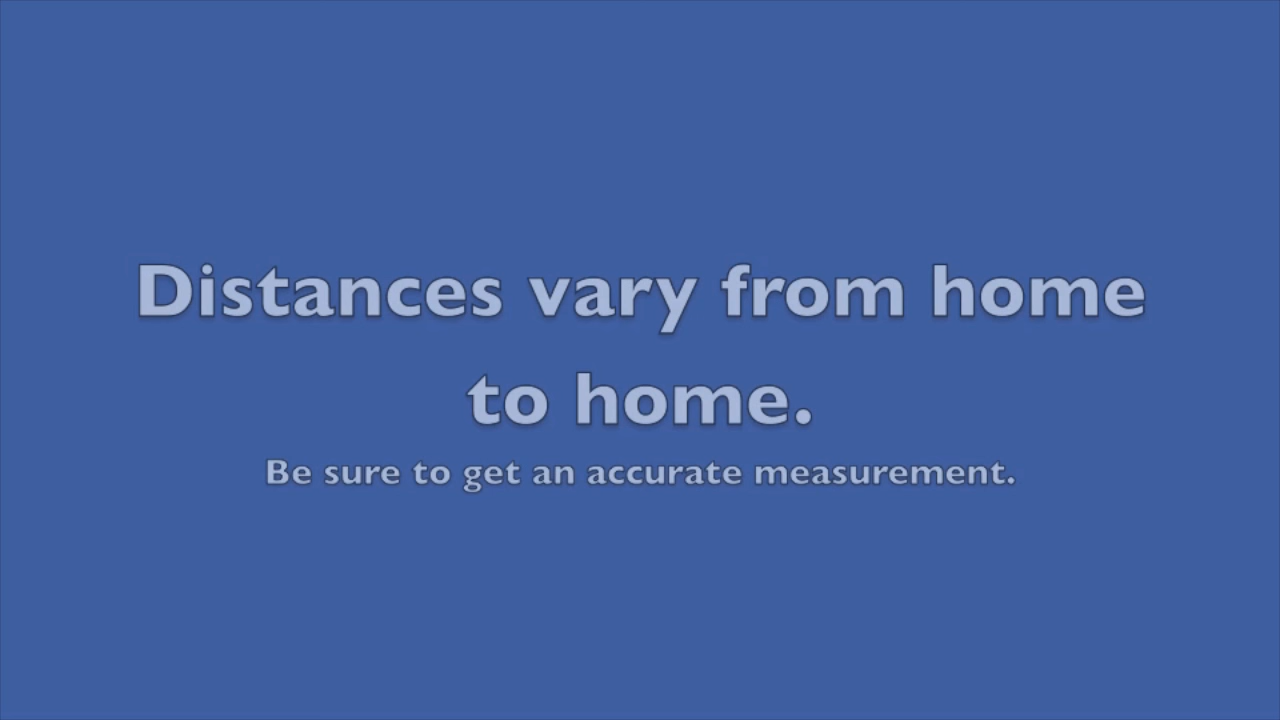 Distances vary from home
to home.
Be sure to get an accurate measurement.